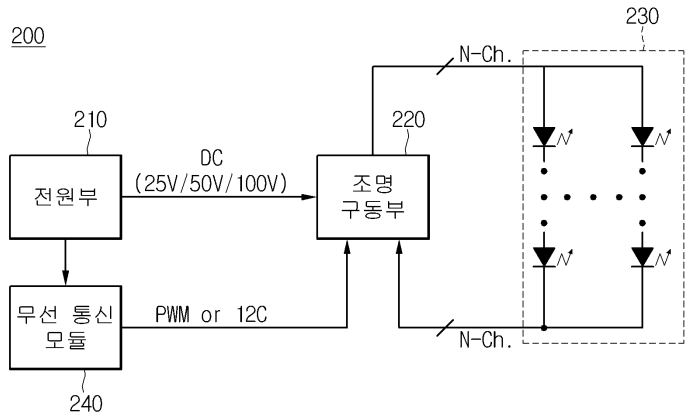 200
230
N-Ch.
210
220
전원부
DC
(25V/50V/100V)
조명
구동부
무선 통신
모듈
PWM or 12C
N-Ch.
240